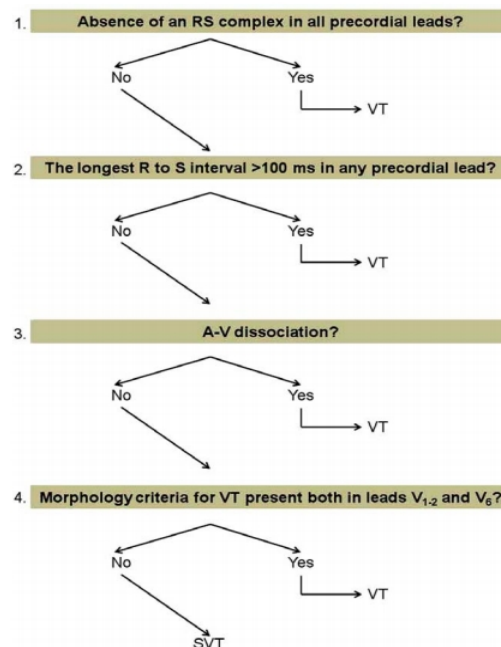 1. Absence of an RS complex in all precordial leads?
No Yes
VT
2. The longest R to S interval >100 ms in any precordial lead?
No Yes
VT
3. A-V dissociation?
No Yes
VT
4. Morphology criteria for VT present both in leads V1-2 and V6?
No Yes
VT
SVT